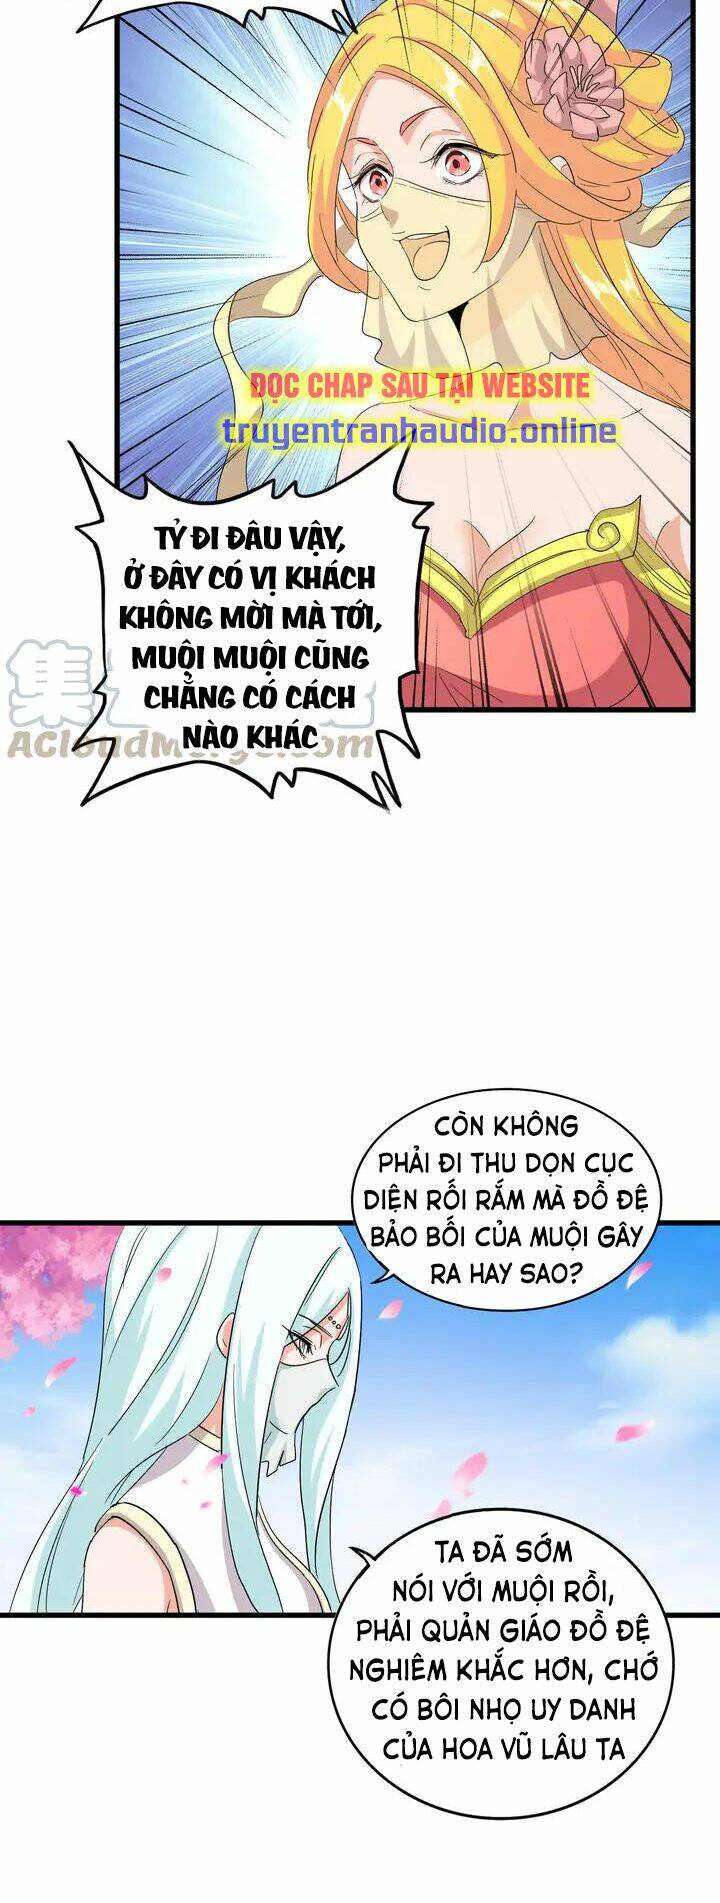 ĐỌC CHAP SAU TẠI WEBSITE
truyentranhaudio.online
TỶ ĐI ĐÂU VẬY,
Ở ĐÂY CÓ VỊ KHÁCH
KHÔNG MỜI MÀ TỚI,
MUỘI MUỘI CŨNG
CHẲNG CÓ CÁCH
NÀO KHÁC
集
AcloudMerge.com
CÒN KHÔNG
PHẢI ĐI THU DỌN CỤC
DIỆN RỐI RẮM MÀ ĐỒ ĐỆ
BẢO BỐI CỦA MUỘI GÂY
RA HAY SAO?
TA ĐÃ SỚM
NÓI VỚI MUỘI RỒI,
PHẢI QUẢN GIÁO ĐỒ ĐỆ
NGHIÊM KHẮC HƠN, CHỚ
CÓ BÔI NHỌ UY DANH
CỦA HOA VŨ LÂU TA